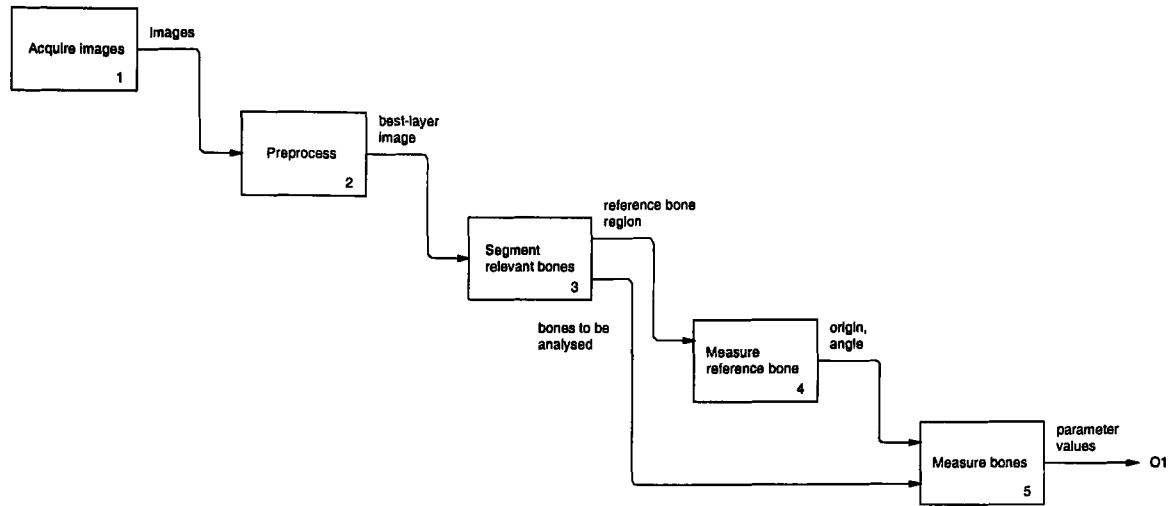 Images
Acquire images
1
best-layer
image
Preprocess
2
reference bone
region
Segment
relevant bones
3
bones to be
analysed
origin,
angle
Measure
reference bone
4
parameter
values
Measure bones
5
O1